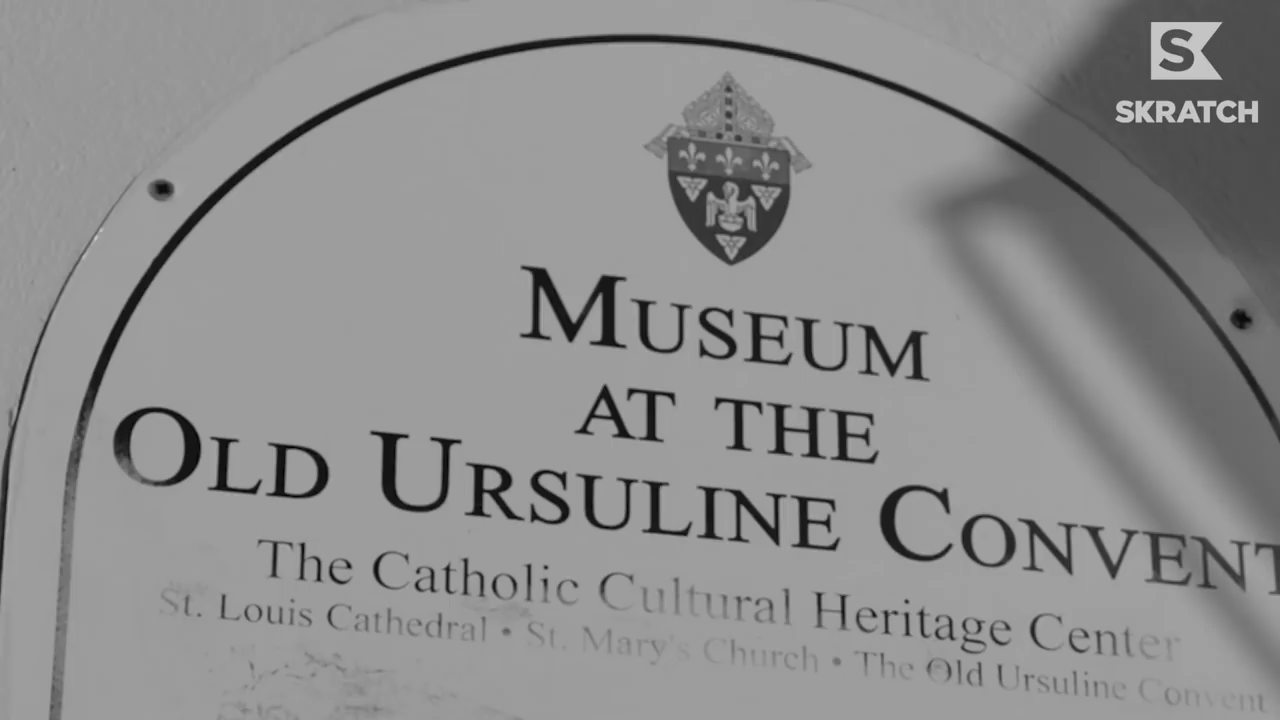 S
SKRATCH
MUSEUM
AT THE
OLD URSULINE CONVENT
The Catholic Cultural Heritage Center
St. Louis Cathedral • St. Mary's Church • The Old Ursuline Convent